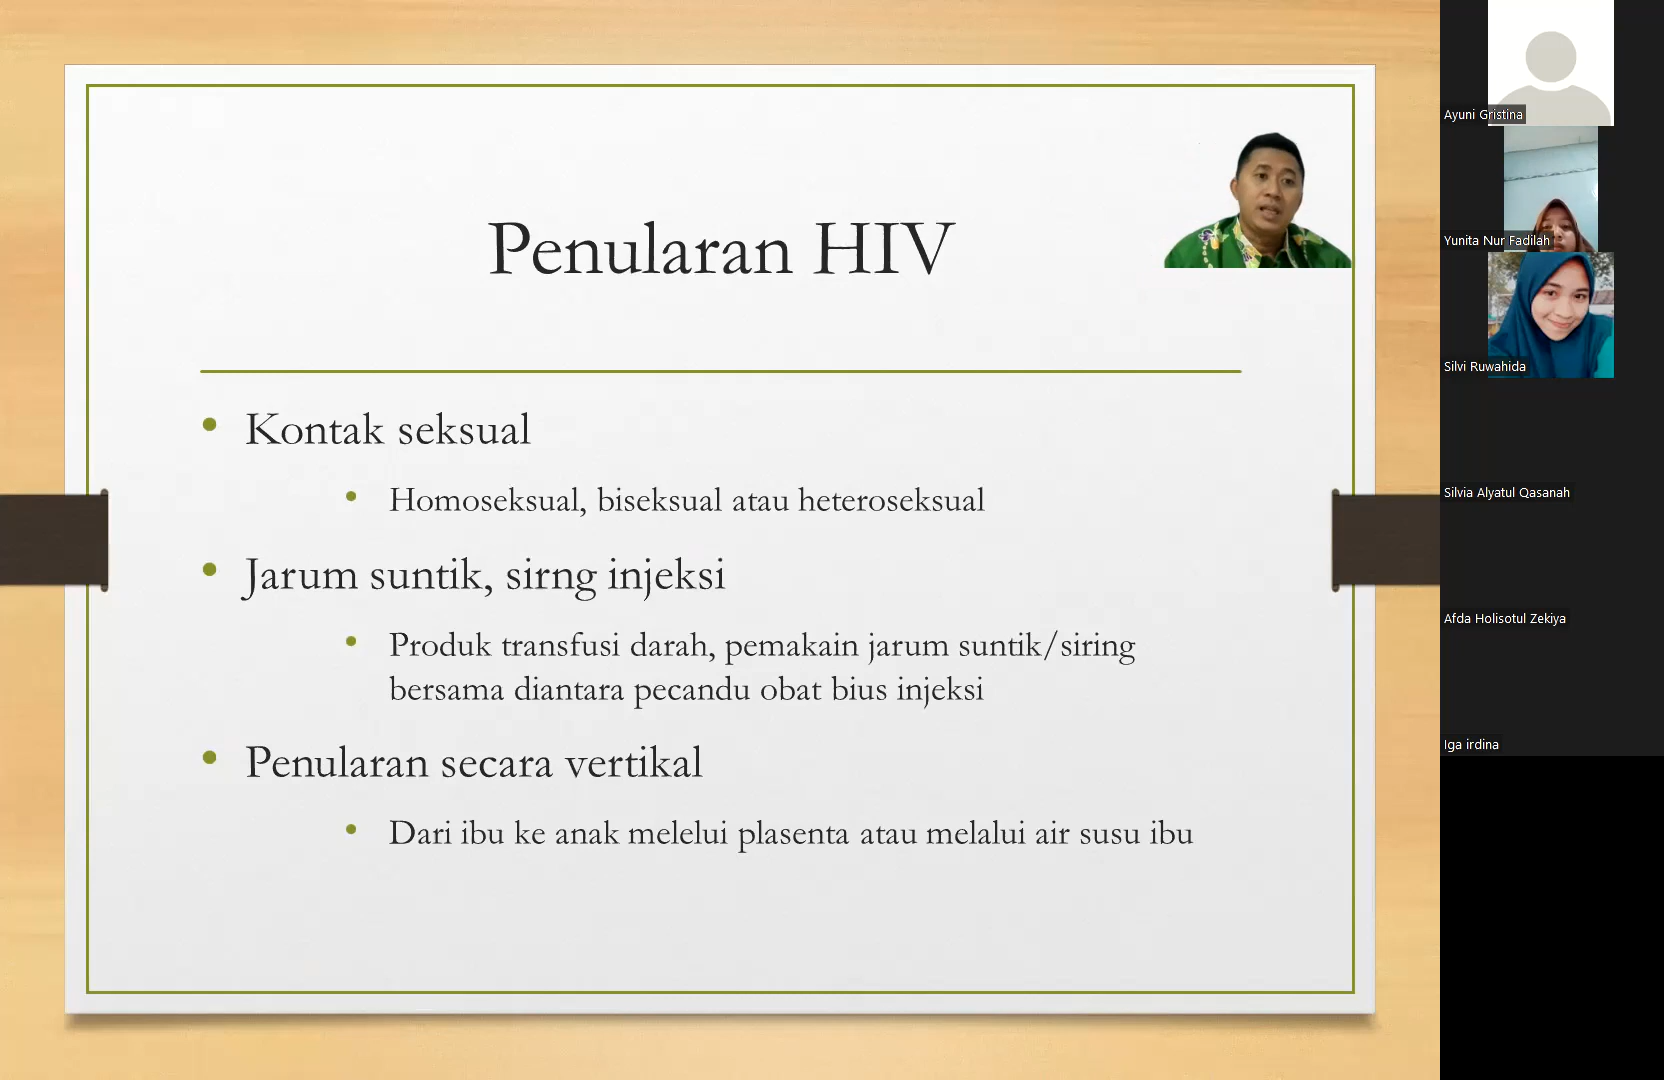 Penularan HIV
Kontak seksual
Homoseksual, biseksual atau heteroseksual
Jarum suntik, sirng injeksi
Produk transfusi darah, pemakain jarum suntik/siring
bersama diantara pecandu obat bius injeksi
Penularan secara vertikal
Dari ibu ke anak melelui plasenta atau melalui air susu ibu
Ayuni Gristina
Yunita Nur Fadilah
Silvi Ruwahida
Silvia Alyatul Qasanah
Afda Holisotul Zekiya
Iga irdina